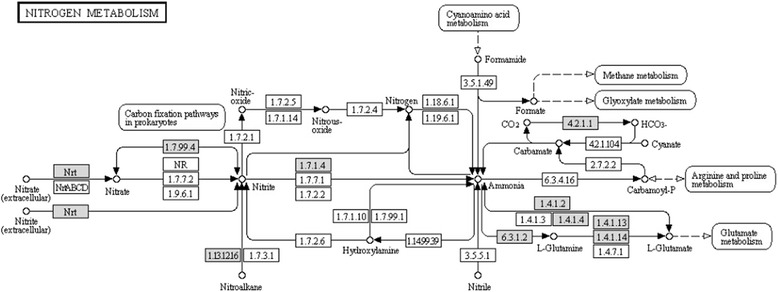 NITROGEN METABOLISM
Cyanoamino acid
metabolism
Formamide
3.5.1.49
Methane metabolism
Glyoxylate metabolism
Formate
Nitric-
oxide
1.7.2.5
1.7.1.14
Nitrous-
oxide
1.7.2.4
Nitrogen
1.18.6.1
1.19.6.1
Carbon fixation pathways
in prokaryotes
1.7.2.1
CO2
4.2.1.1
HCO3-
Carbamate
4.2.1.104
Cyanate
1.7.99.4
2.7.2.2
Nrt
NrtABCD
Nitrate
(extracellular)
Nitrate
NR
1.7.7.2
1.9.6.1
Nitrite
1.7.1.4
1.7.7.1
1.7.2.2
Ammonia
6.3.4.16
Carbamoyl-P
Arginine and proline
metabolism
Nrt
Nitrite
(extracellular)
1.7.1.10
1.7.99.1
1.4.1.2
1.4.1.3
1.4.1.4
1.4.1.13
1.7.2.6
Hydroxylamine
1.14.99.39
6.3.1.2
L-Glutamine
1.4.1.14
1.4.7.1
L-Glutamate
Glutamate
metabolism
1.13.12.16
1.7.3.1
3.5.5.1
Nitroalkane
Nitrile